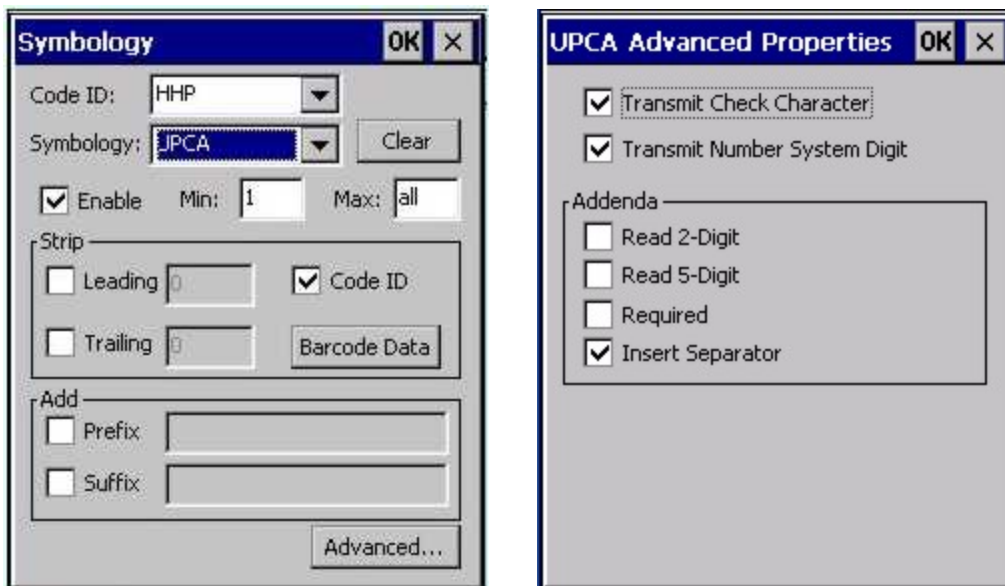 Symbology OK
Code ID: HHP
Symbology: UPCA Clear
Enable Min: 1 Max: all
Strip
Leading 0 Code ID
Trailing 0 Barcode Data
Add
Prefix
Suffix
Advanced...
UPCA Advanced Properties OK
Transmit Check Character
Transmit Number System Digit
Addenda
Read 2-Digit
Read 5-Digit
Required
Insert Separator